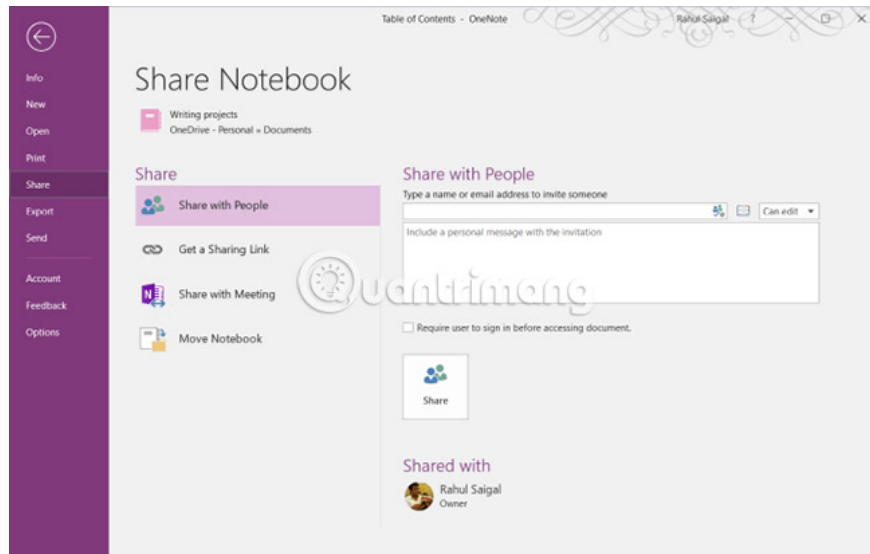 Table of Contents - OneNote
Rahul Saigal ?
Info
New
Open
Print
Share
Export
Send
Account
Feedback
Options
Share Notebook
Writing projects
OneDrive - Personal » Documents
Share
Share with People
Get a Sharing Link
Share with Meeting
Move Notebook
Share with People
Type a name or email address to invite someone
Can edit
Include a personal message with the invitation
Require user to sign in before accessing document.
Share
Shared with
Rahul Saigal
Owner
N
Quantrimang